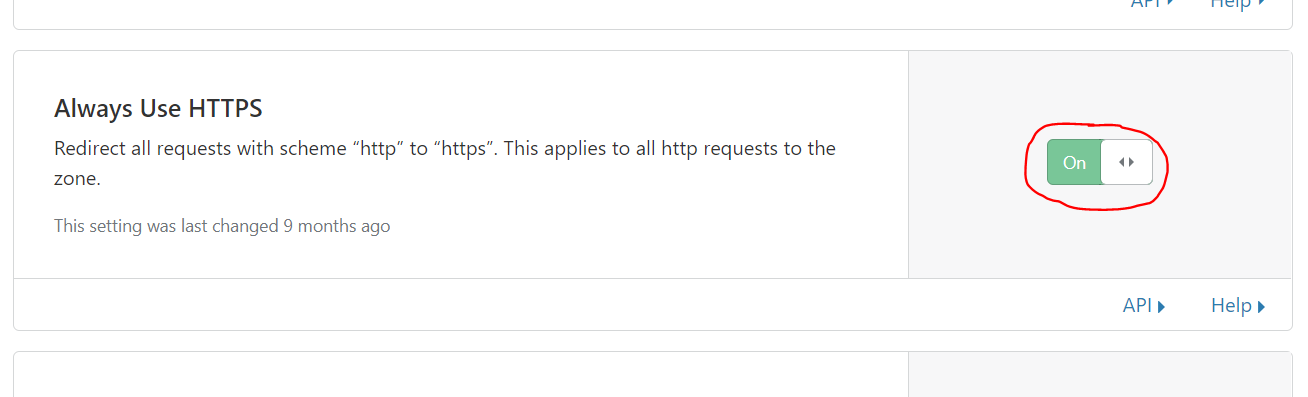 API Help
Always Use HTTPS
Redirect all requests with scheme “http” to “https”. This applies to all http requests to the
zone.
On
This setting was last changed 9 months ago
API Help